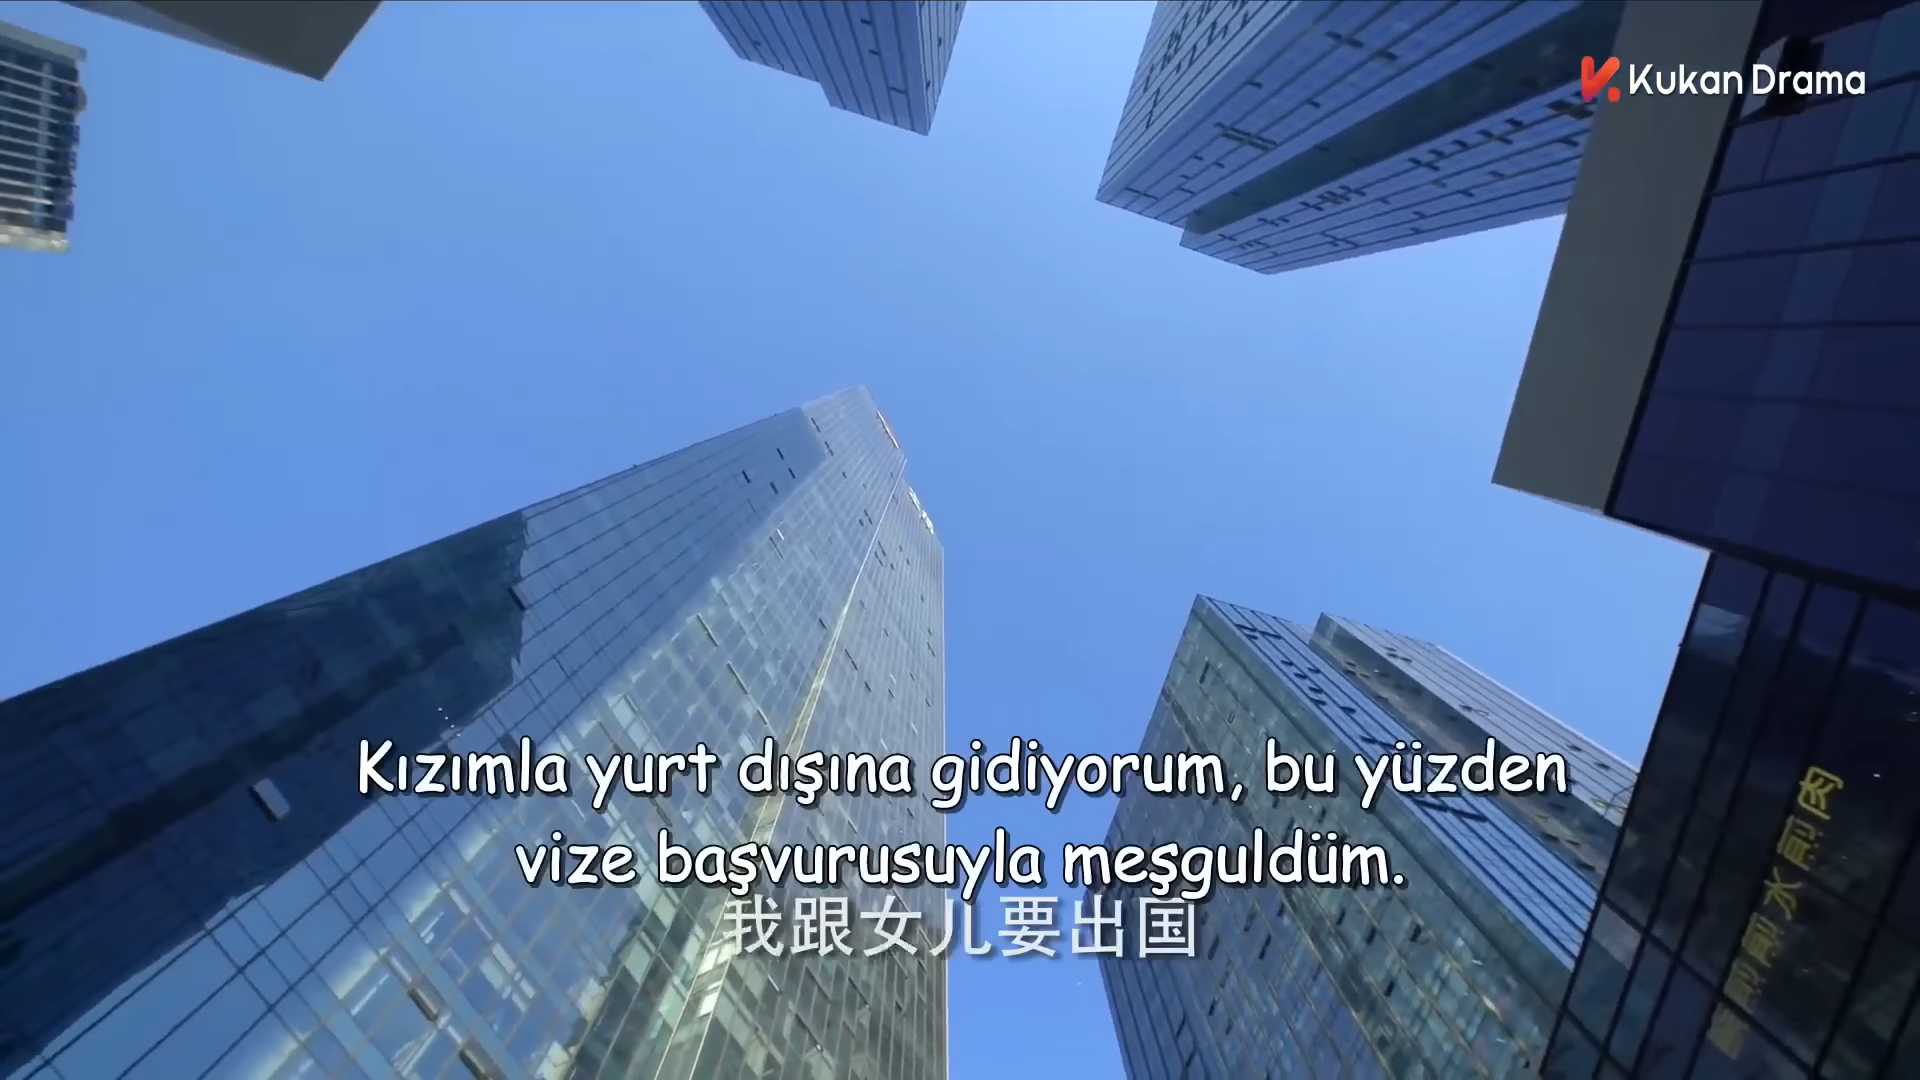 Kukan Drama
Kızımla yurt dışına gidiyorum, bu yüzden
vize başvurusuyla meşguldüm.
我跟女儿要出国